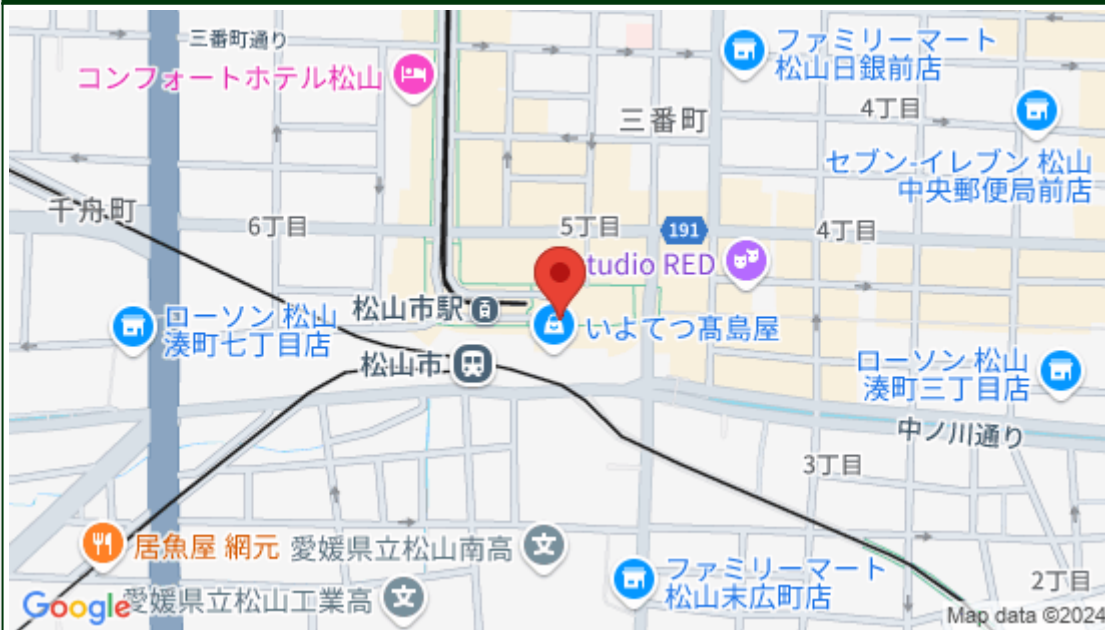 三番町通り
コンフォートホテル松山
ファミリーマート
松山日銀前店
4丁目
三番町
セブン-イレブン 松山
中央郵便局前店
千舟町
6丁目
5丁目
191
4丁目
tudio RED
松山市駅
いよてつ髙島屋
ローソン 松山
湊町七丁目店
松山市
ローソン 松山
湊町三丁目店
中ノ川通り
3丁目
居魚屋 網元
愛媛県立松山南高
文
ファミリーマート
松山末広町店
2丁目
Google
愛媛県立松山工業高
文
Map data ©2024